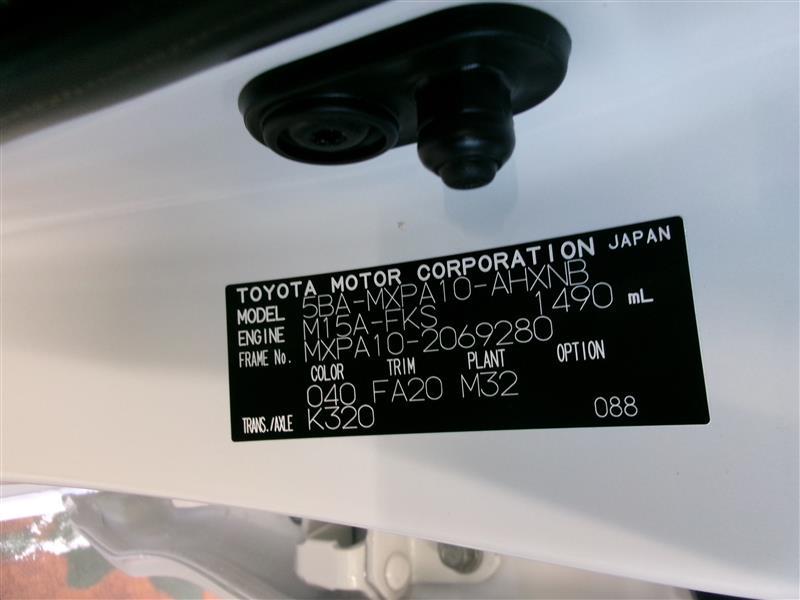 TOYOTA MOTOR CORPORATION JAPAN
MODEL 5BA-MXPA10-AHXNB
ENGINE M15A-FKS 1490 mL
FRAME No. MXPA10-2069280
COLOR TRIM PLANT OPTION
040 FA20 M32
TRANS./AXLE K320 088